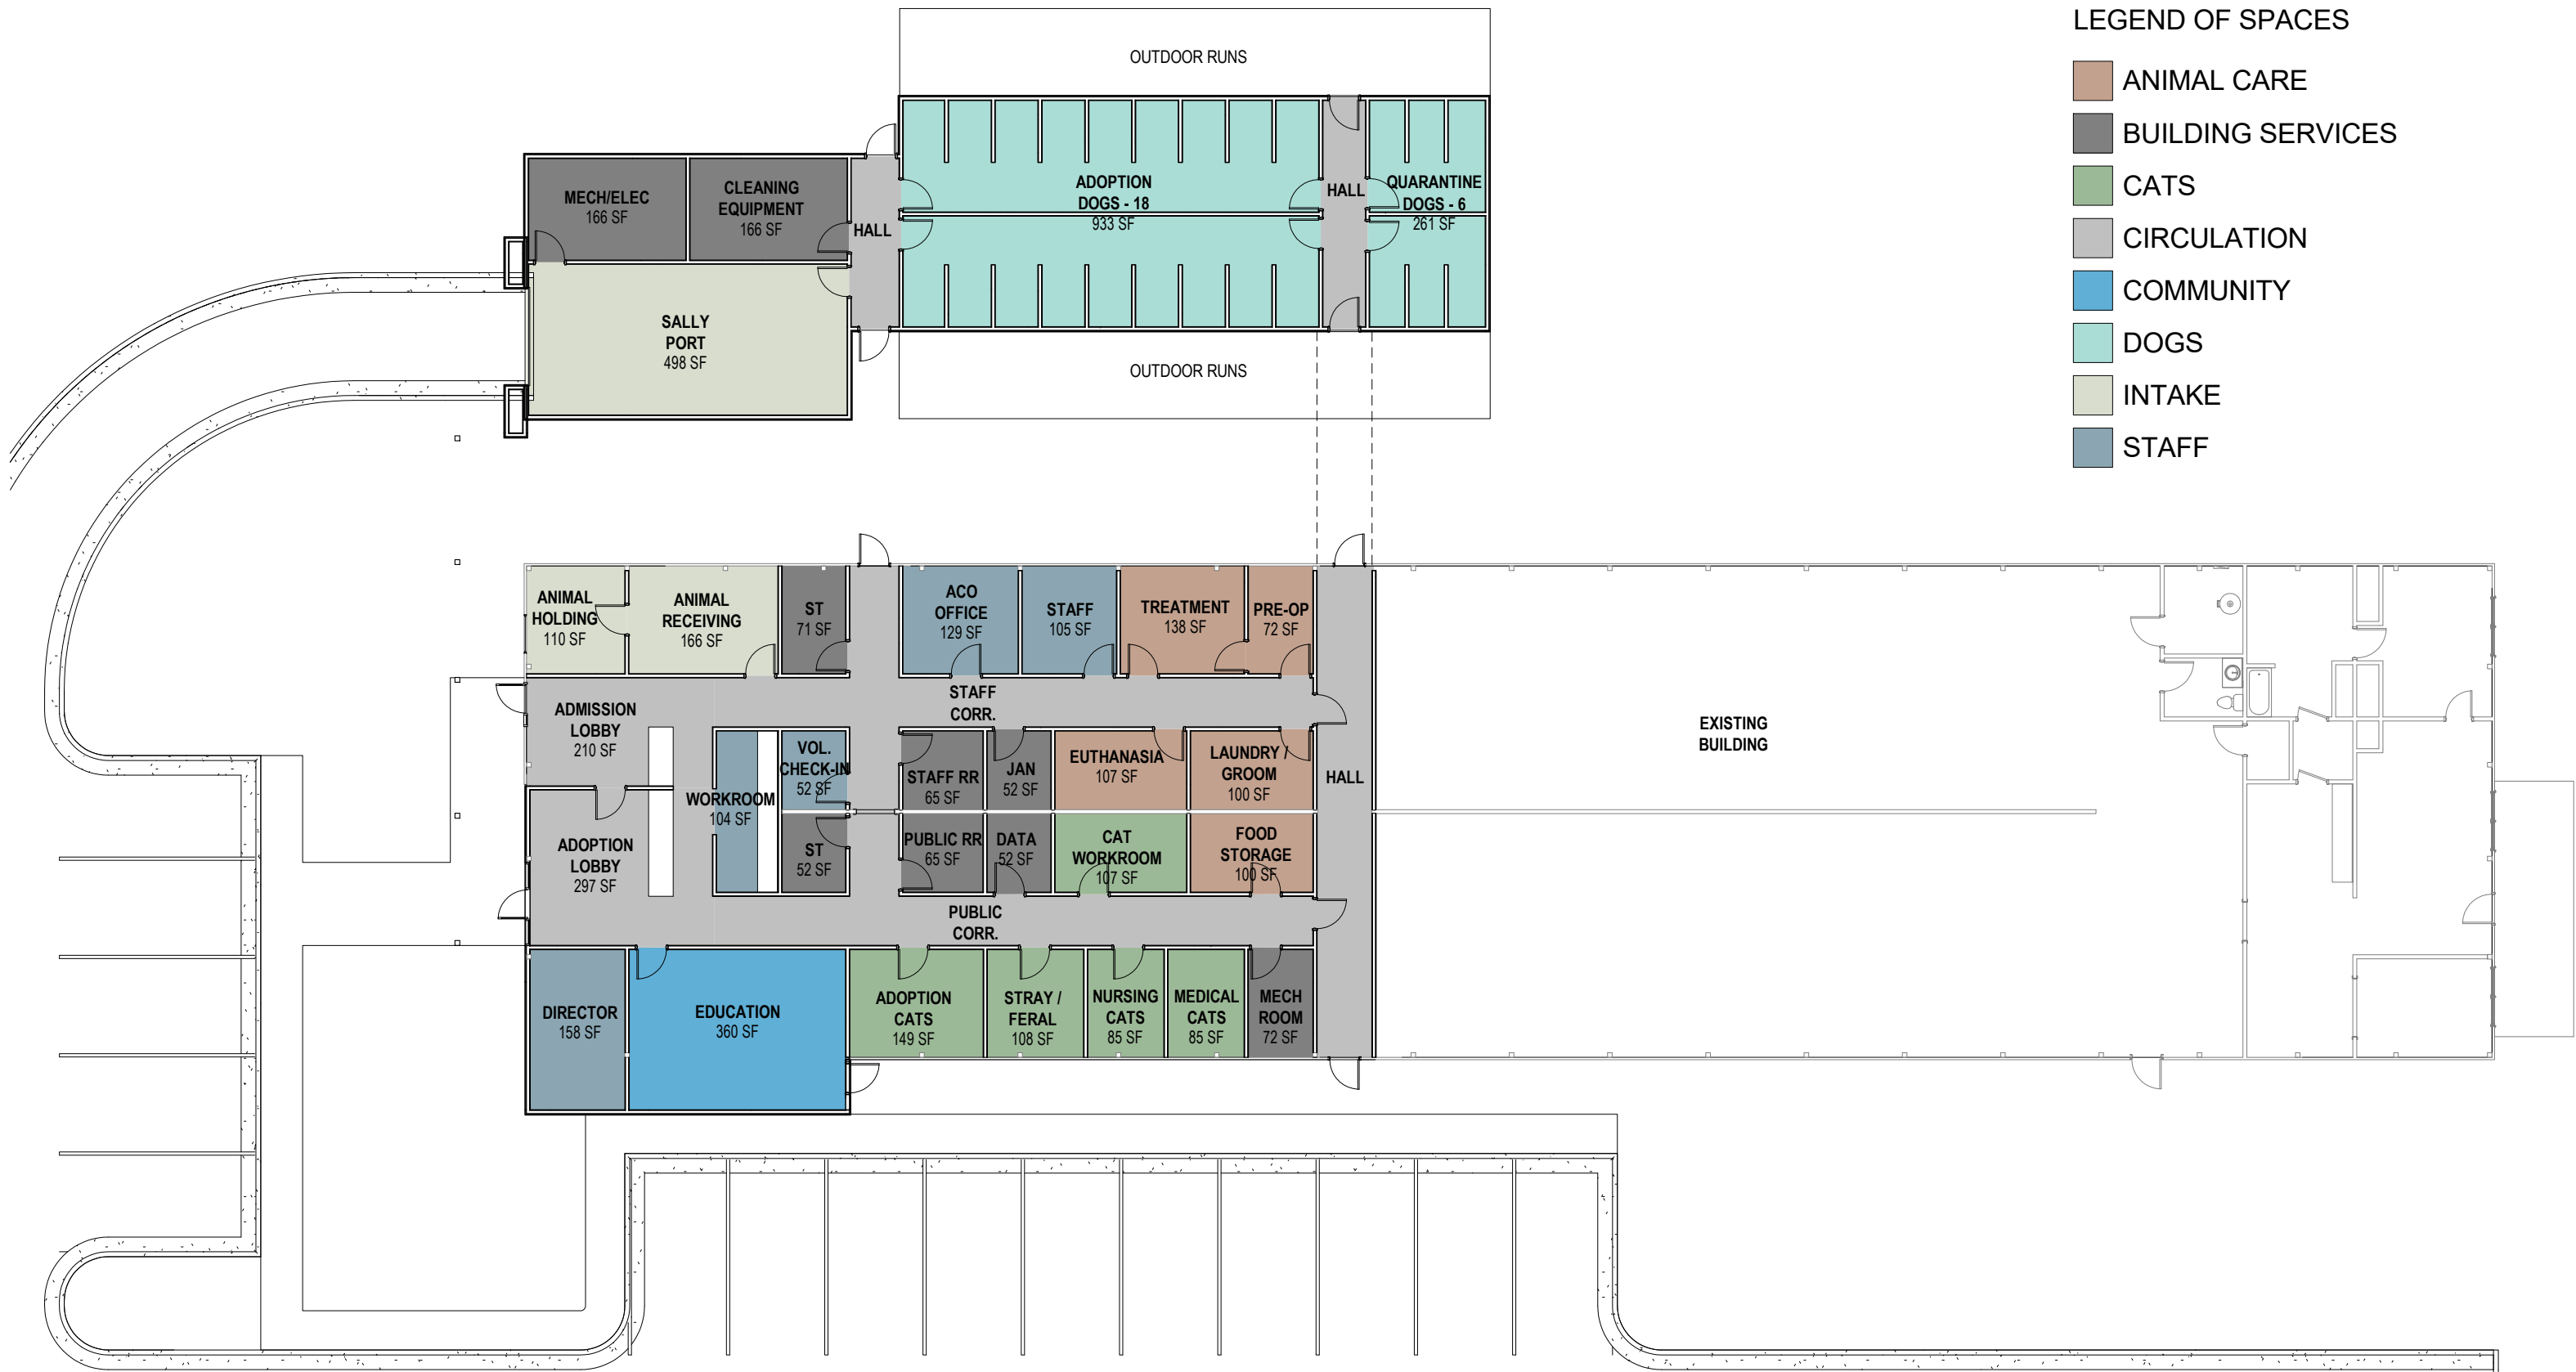 LEGEND OF SPACES
ANIMAL CARE
BUILDING SERVICES
CATS
CIRCULATION
COMMUNITY
DOGS
INTAKE
STAFF
OUTDOOR RUNS
MECH/ELEC
166 SF
CLEANING
EQUIPMENT
166 SF
HALL
ADOPTION
DOGS - 18
933 SF
HALL
QUARANTINE
DOGS - 6
261 SF
SALLY
PORT
498 SF
OUTDOOR RUNS
ANIMAL
HOLDING
110 SF
ANIMAL
RECEIVING
166 SF
ST
71 SF
ACO
OFFICE
129 SF
STAFF
105 SF
TREATMENT
138 SF
PRE-OP
72 SF
ADMISSION
LOBBY
210 SF
STAFF
CORR.
VOL.
CHECK-IN
52 SF
STAFF RR
65 SF
JAN
52 SF
EUTHANASIA
107 SF
LAUNDRY /
GROOM
100 SF
HALL
EXISTING
BUILDING
WORKROOM
104 SF
ADOPTION
LOBBY
297 SF
ST
52 SF
PUBLIC RR
65 SF
DATA
52 SF
CAT
WORKROOM
107 SF
FOOD
STORAGE
100 SF
PUBLIC
CORR.
DIRECTOR
158 SF
EDUCATION
360 SF
ADOPTION
CATS
149 SF
STRAY /
FERAL
108 SF
NURSING
CATS
85 SF
MEDICAL
CATS
85 SF
MECH
ROOM
72 SF